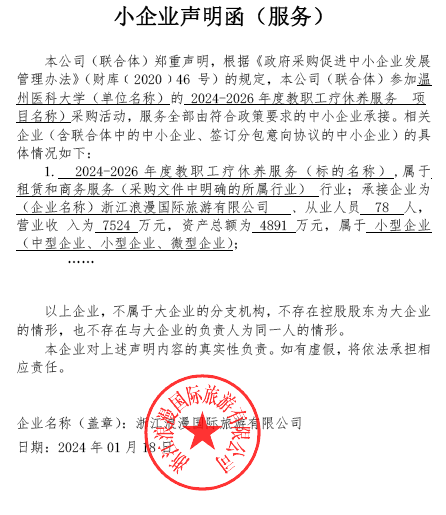 小企业声明函（服务）
本公司（联合体）郑重声明，根据《政府采购促进中小企业发展
管理办法》（财库﹝2020﹞46 号）的规定，本公司（联合体）参加温
州医科大学（单位名称）的 2024-2026 年度教职工疗休养服务 项
目名称）采购活动，服务全部由符合政策要求的中小企业承接。相关
企业（含联合体中的中小企业、签订分包意向协议的中小企业）的具
体情况如下：
1. 2024-2026 年度教职工疗休养服务（标的名称），属于
租赁和商务服务（采购文件中明确的所属行业） 行业；承接企业为
（企业名称）浙江浪漫国际旅游有限公司 、从业人员 78 人，
营业收 入为 7524 万元，资产总额为 4891 万元，属于 小型企业
（中型企业、小型企业、微型企业）；
……
以上企业，不属于大企业的分支机构，不存在控股股东为大企业
的情形，也不存在与大企业的负责人为同一人的情形。
本企业对上述声明内容的真实性负责。如有虚假，将依法承担相
应责任。
企业名称（盖章）：浙江浪漫国际旅游有限公司
日期：2024 年 01 月 18 日
浙江浪漫国际旅游有限公司